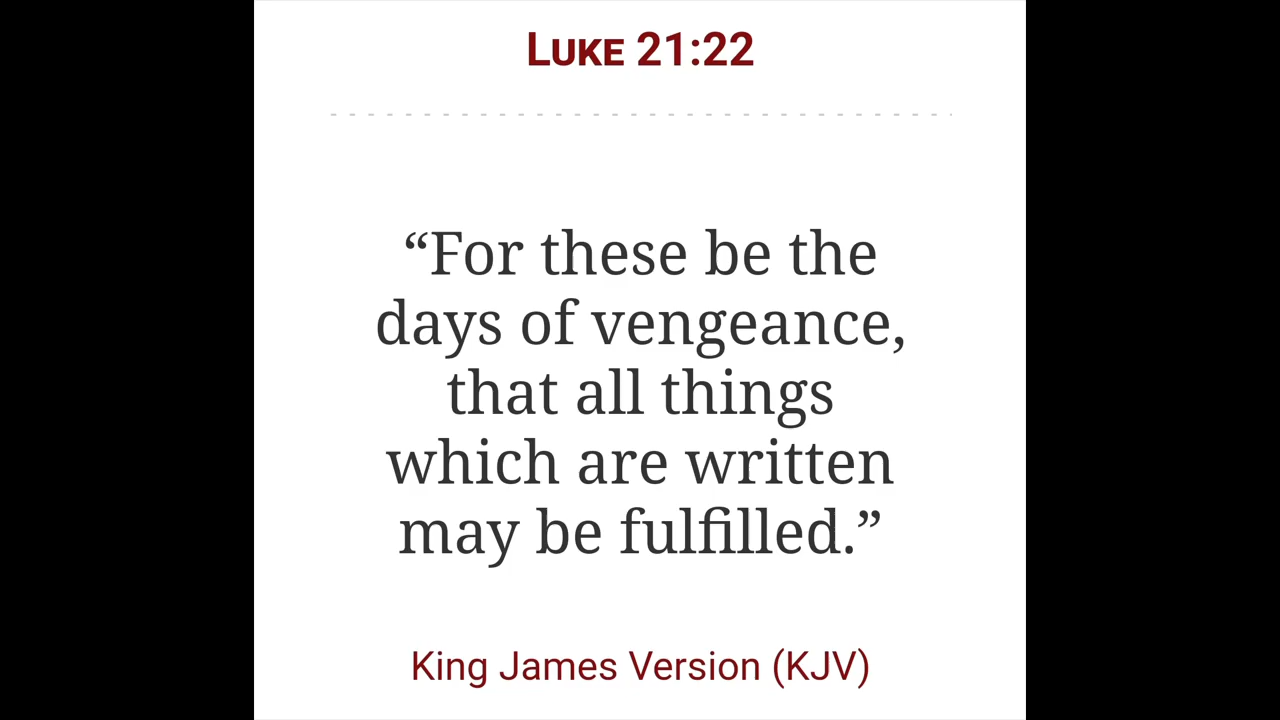 LUKE 21:22
“For these be the
days of vengeance,
that all things
which are written
may be fulfilled.”
King James Version (KJV)